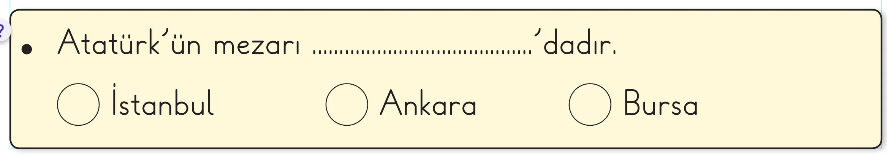 ?
• Atatürk'ün mezarı ........................................'dadır.
İstanbul Ankara Bursa